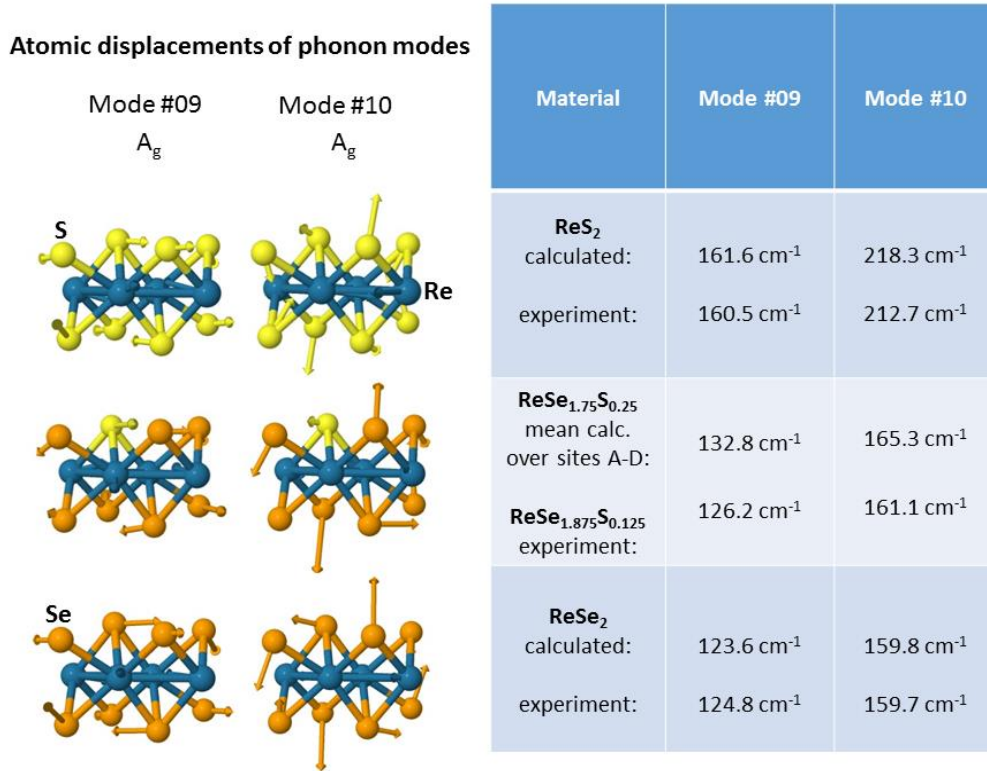 Atomic displacements of phonon modes
Mode #09 Mode #10
A_g A_g
S
Re
Se
Material Mode #09 Mode #10
ReS₂
calculated: 161.6 cm⁻¹ 218.3 cm⁻¹
experiment: 160.5 cm⁻¹ 212.7 cm⁻¹
ReSe₁.₇₅S₀.₂₅
mean calc.
over sites A-D: 132.8 cm⁻¹ 165.3 cm⁻¹
ReSe₁.₈₇₅S₀.₁₂₅
experiment: 126.2 cm⁻¹ 161.1 cm⁻¹
ReSe₂
calculated: 123.6 cm⁻¹ 159.8 cm⁻¹
experiment: 124.8 cm⁻¹ 159.7 cm⁻¹